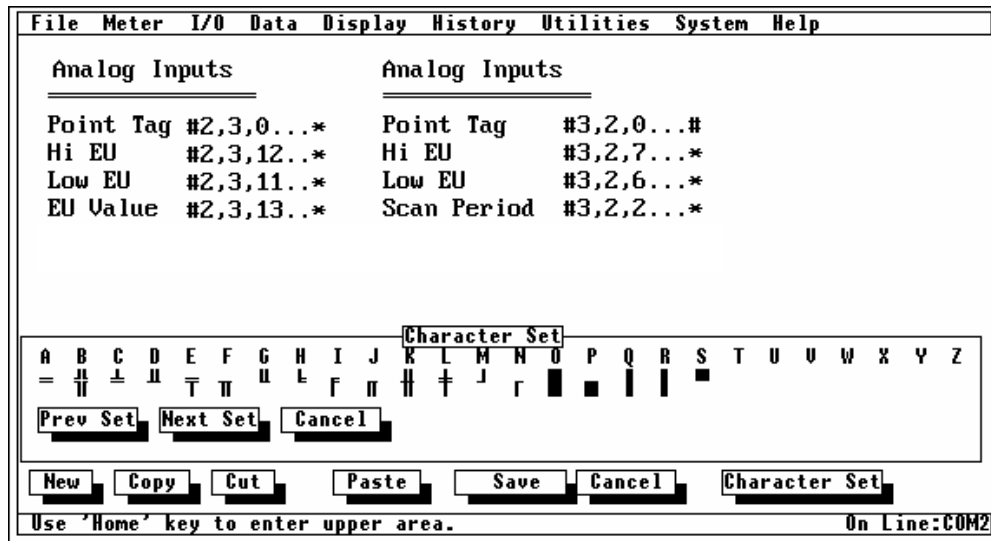 File Meter I/O Data Display History Utilities System Help
Analog Inputs Analog Inputs
Point Tag #2,3,0...* Point Tag #3,2,0...#
Hi EU #2,3,12..* Hi EU #3,2,7...*
Low EU #2,3,11..* Low EU #3,2,6...*
EU Value #2,3,13..* Scan Period #3,2,2...*
Character Set
A B C D E F G H I J K L M N O P Q R S T U V W X Y Z
Prev Set Next Set Cancel
New Copy Cut Paste Save Cancel Character Set
Use 'Home' key to enter upper area. On Line:COM2